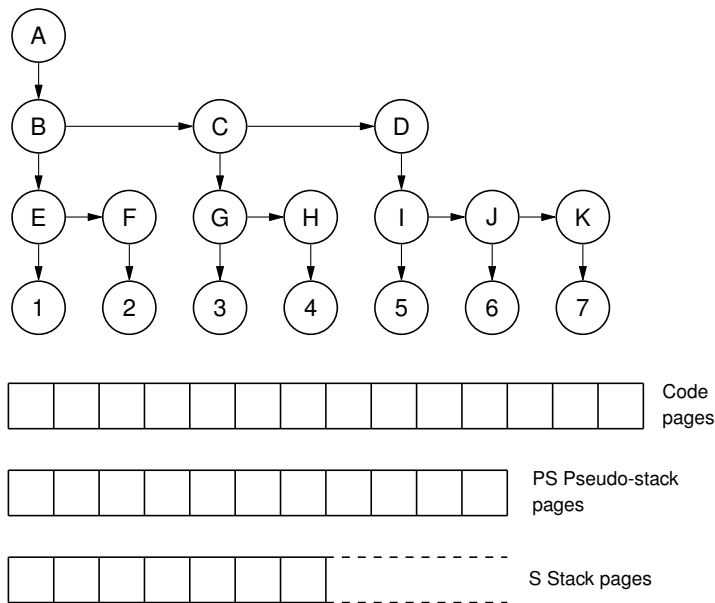 A
B C D
E F G H I J K
1 2 3 4 5 6 7
Code
pages
PS Pseudo-stack
pages
S Stack pages